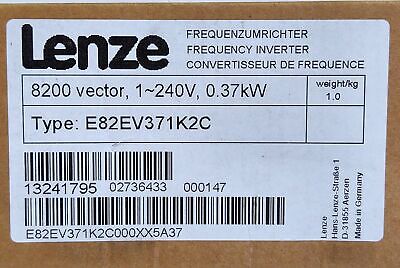 Lenze
FREQUENZUMRICHTER
FREQUENCY INVERTER
CONVERTISSEUR DE FREQUENCE
8200 vector, 1~240V, 0.37kW
weight/kg
1.0
Type: E82EV371K2C
13241795 02736433 000147
E82EV371K2C000XX5A37
Lenze
Hans-Lenze-Straße 1
D-31855 Aerzen
Made in Germany